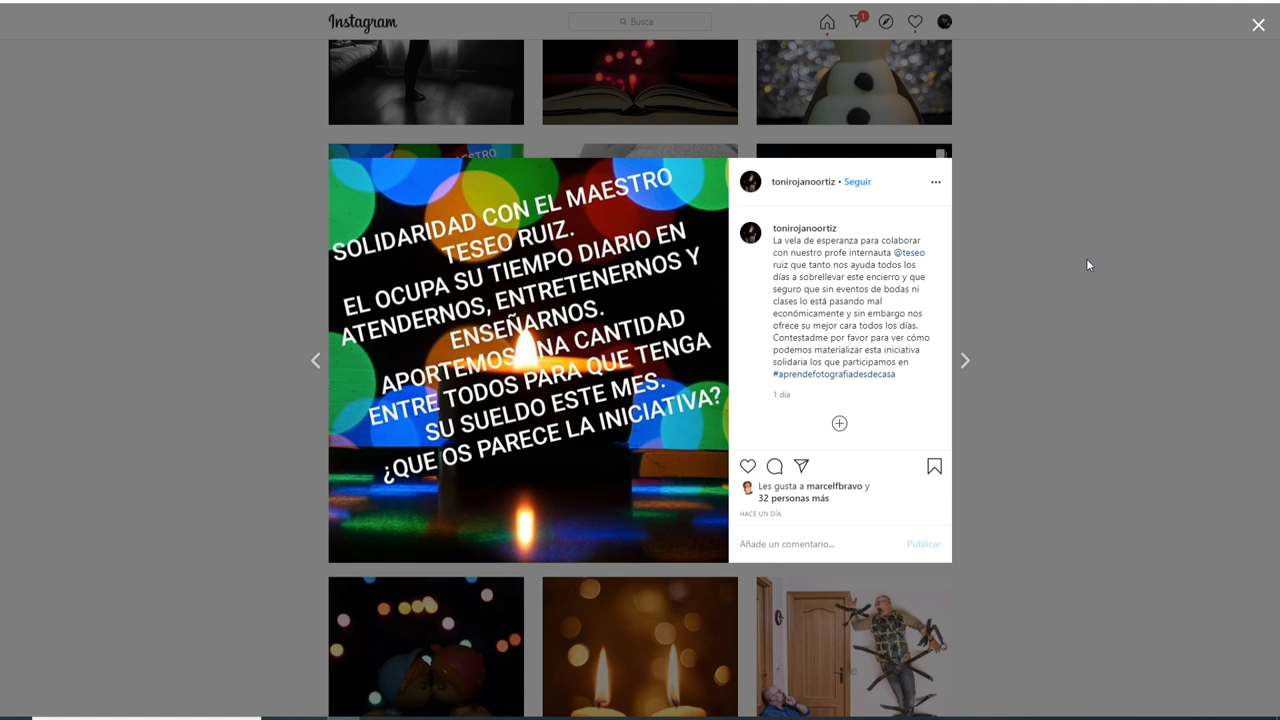 Instagram
Busca
1
SOLIDARIDAD CON EL MAESTRO
TESEO RUIZ.
EL OCUPA SU TIEMPO DIARIO EN
ATENDERNOS, ENTRETENERNOS Y
ENSEÑARNOS.
APORTEMOS UNA CANTIDAD
ENTRE TODOS PARA QUE TENGA
SU SUELDO ESTE MES.
¿QUE OS PARECE LA INICIATIVA?
tonirojanoortiz • Seguir
tonirojanoortiz
La vela de esperanza para colaborar
con nuestro profe internauta @teseo
ruiz que tanto nos ayuda todos los
días a sobrellevar este encierro y que
seguro que sin eventos de bodas ni
clases lo está pasando mal
económicamente y sin embargo nos
ofrece su mejor cara todos los días.
Contestadme por favor para ver cómo
podemos materializar esta iniciativa
solidaria los que participamos en
#aprendefotografiadesdecasa
1 día
Les gusta a marcelfbravo y
32 personas más
HACE UN DÍA
Añade un comentario...
Publicar